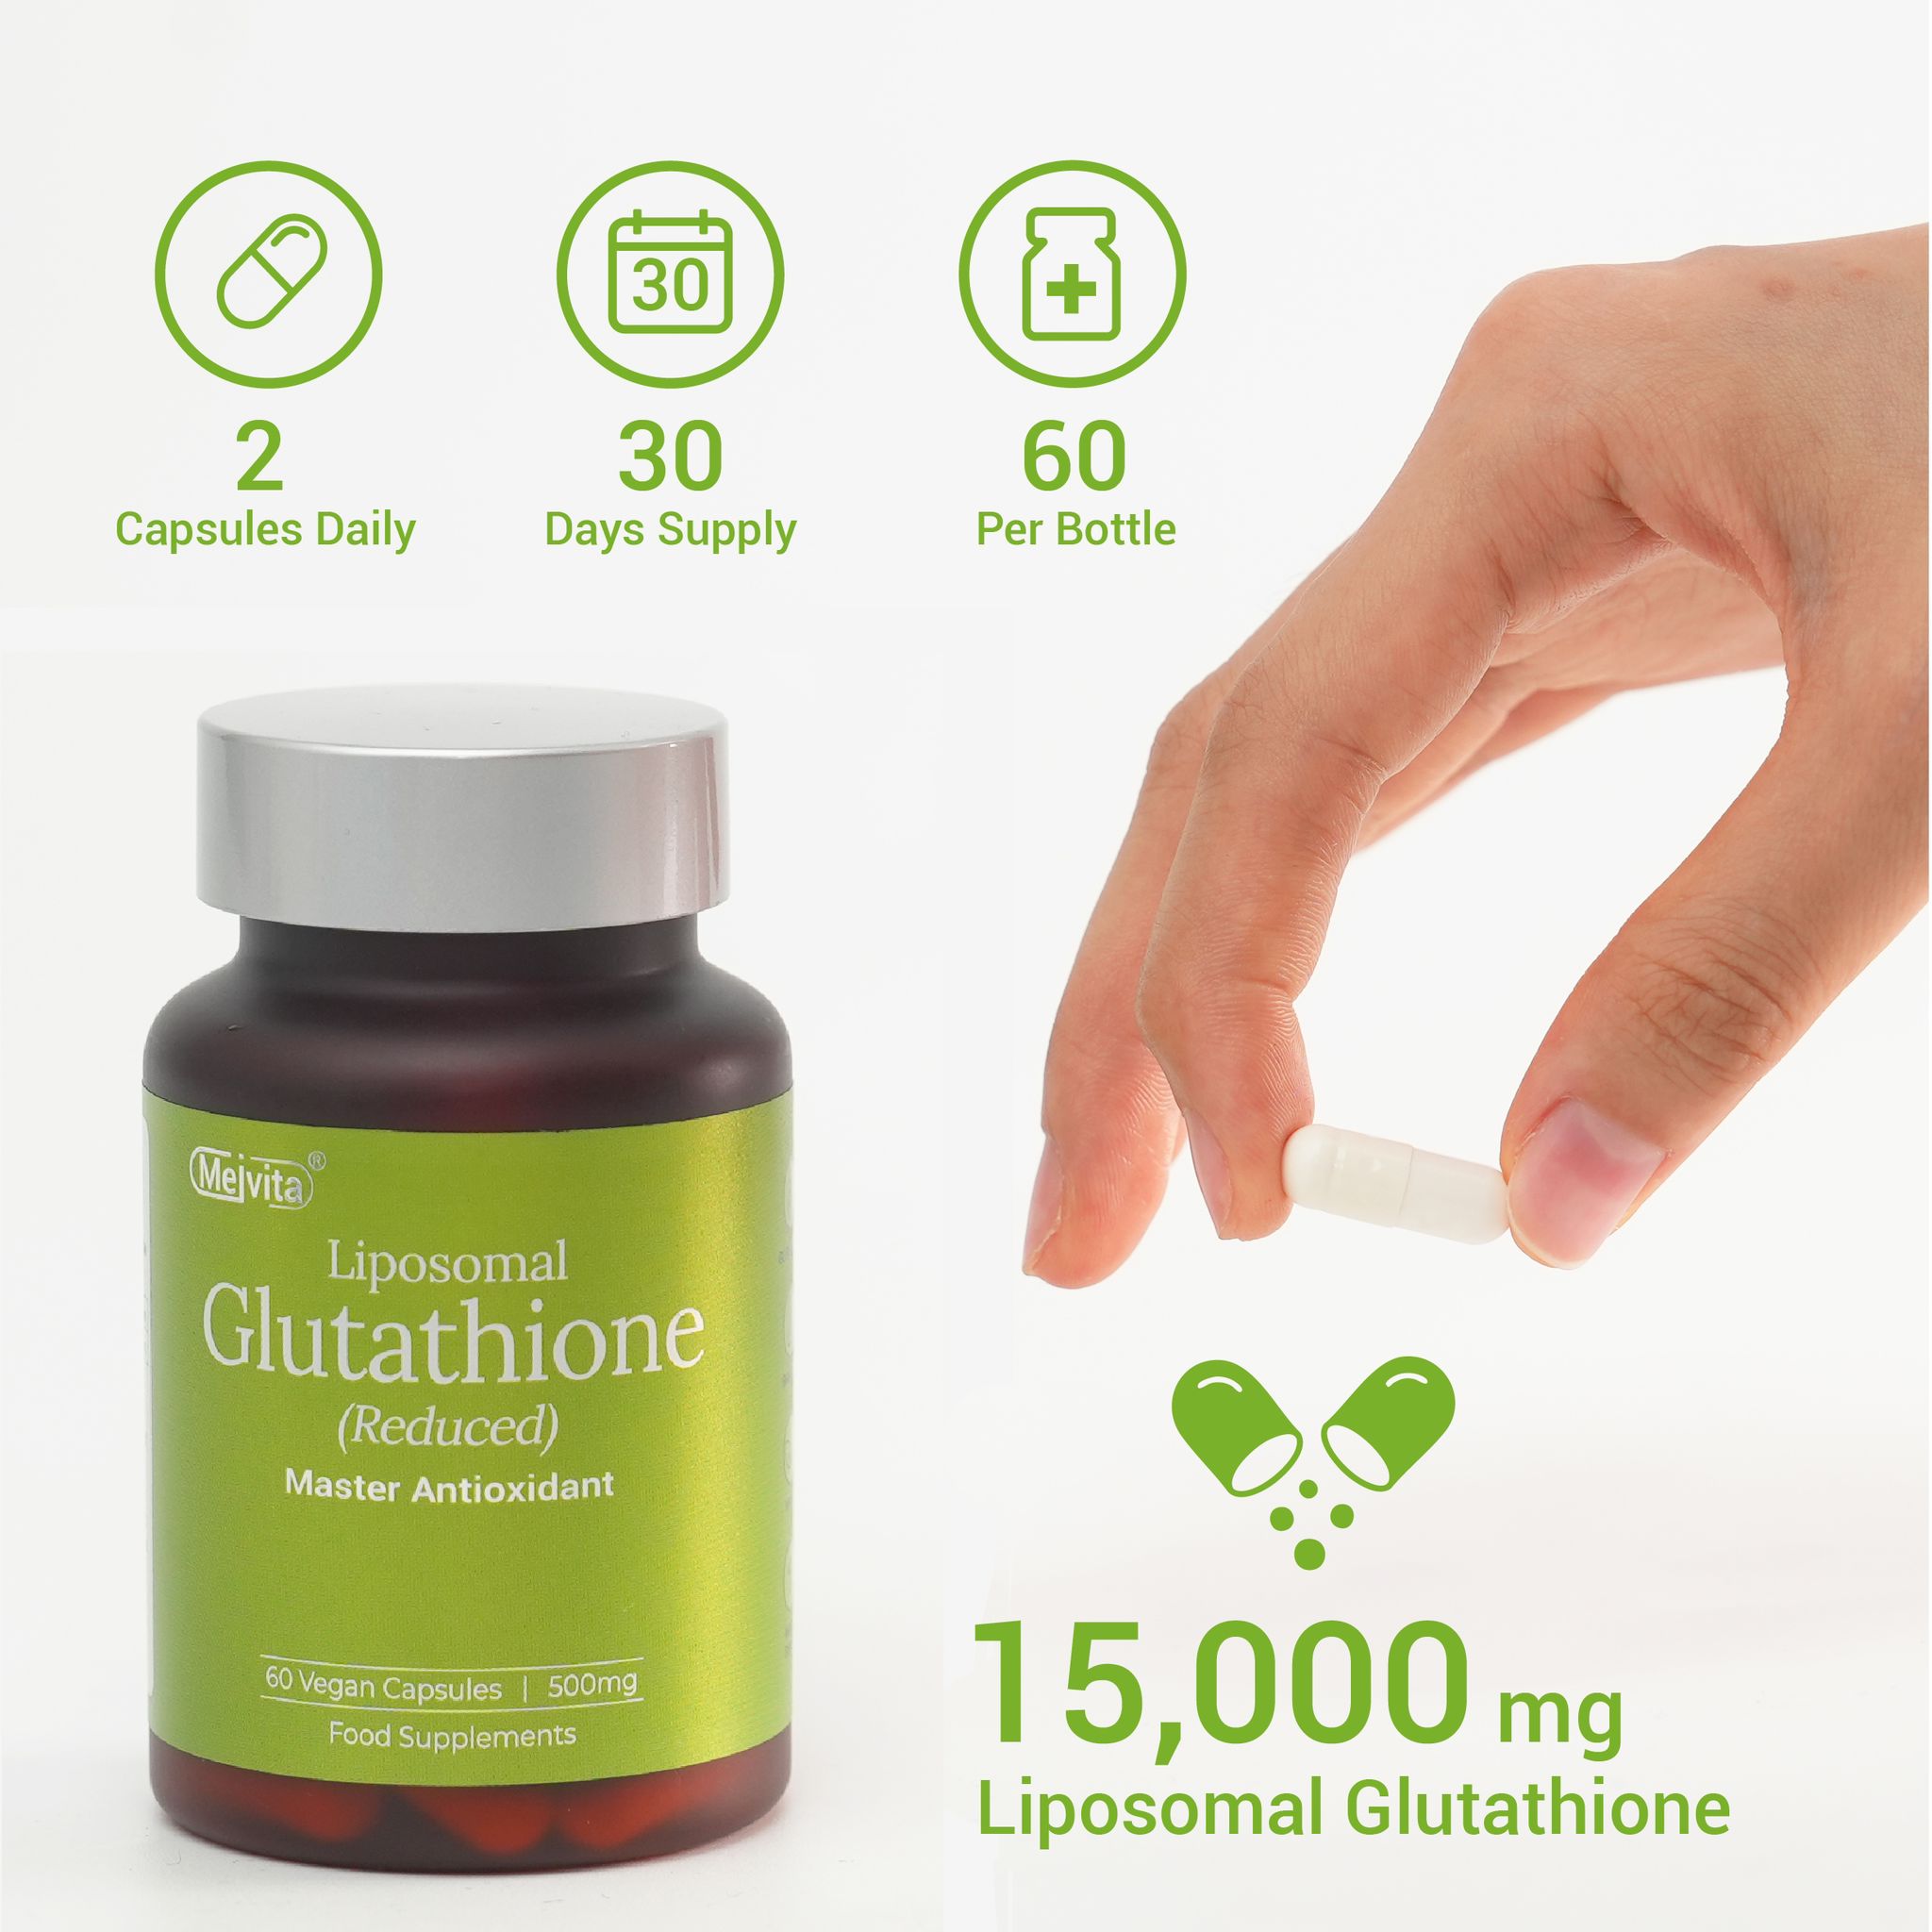 30
2
Capsules Daily
30
Days Supply
60
Per Bottle
Mejvita®
Liposomal
Glutathione
(Reduced)
Master Antioxidant
60 Vegan Capsules | 500mg
Food Supplements
15,000 mg
Liposomal Glutathione